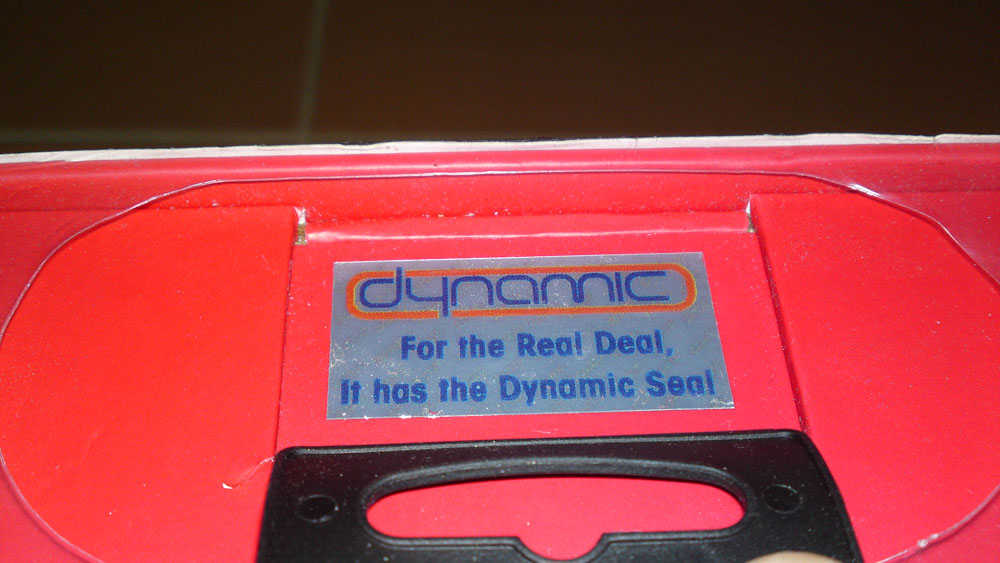 dynamic
For the Real Deal,
It has the Dynamic Seal